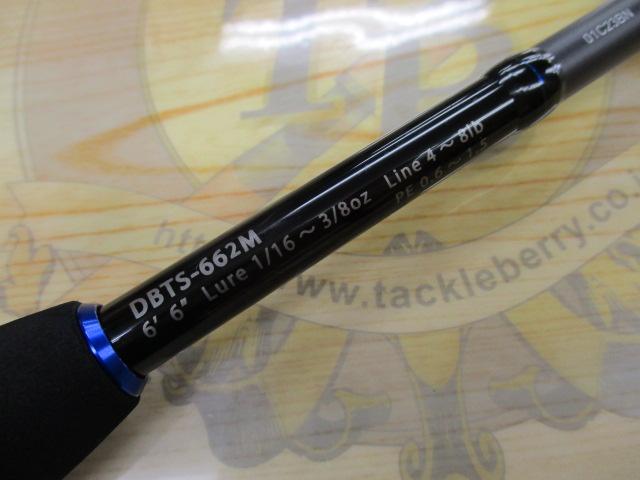 01C23BN
DBTS-662M
6' 6" Lure 1/16～3/8oz Line 4～8lb
PE 0.6～1.5
www.tackleberry.co.j